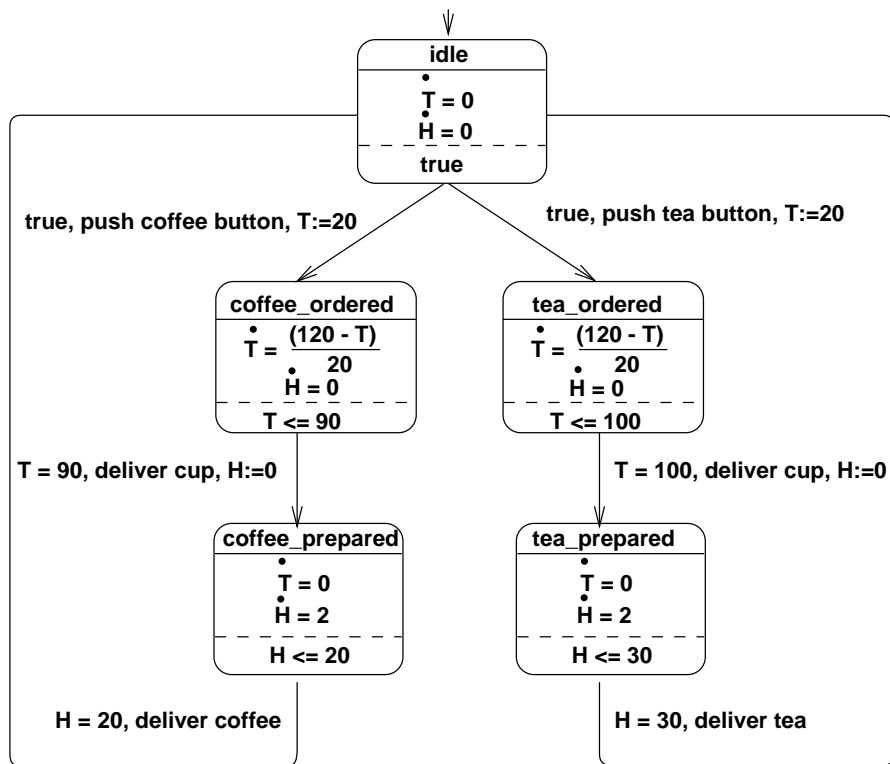 idle
Ṫ = 0
Ḣ = 0
true
true, push coffee button, T:=20
true, push tea button, T:=20
coffee_ordered
Ṫ = (120 - T)
20
Ḣ = 0
T <= 90
tea_ordered
Ṫ = (120 - T)
20
Ḣ = 0
T <= 100
T = 90, deliver cup, H:=0
T = 100, deliver cup, H:=0
coffee_prepared
Ṫ = 0
Ḣ = 2
H <= 20
tea_prepared
Ṫ = 0
Ḣ = 2
H <= 30
H = 20, deliver coffee
H = 30, deliver tea